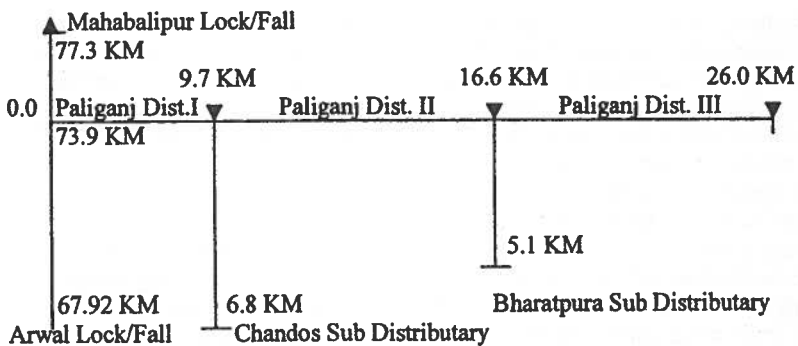 Mahabalipur Lock/Fall
77.3 KM
9.7 KM 16.6 KM 26.0 KM
0.0 Paliganj Dist.I Paliganj Dist. II Paliganj Dist. III
73.9 KM
5.1 KM
67.92 KM 6.8 KM Bharatpura Sub Distributary
Arwal Lock/Fall Chandos Sub Distributary